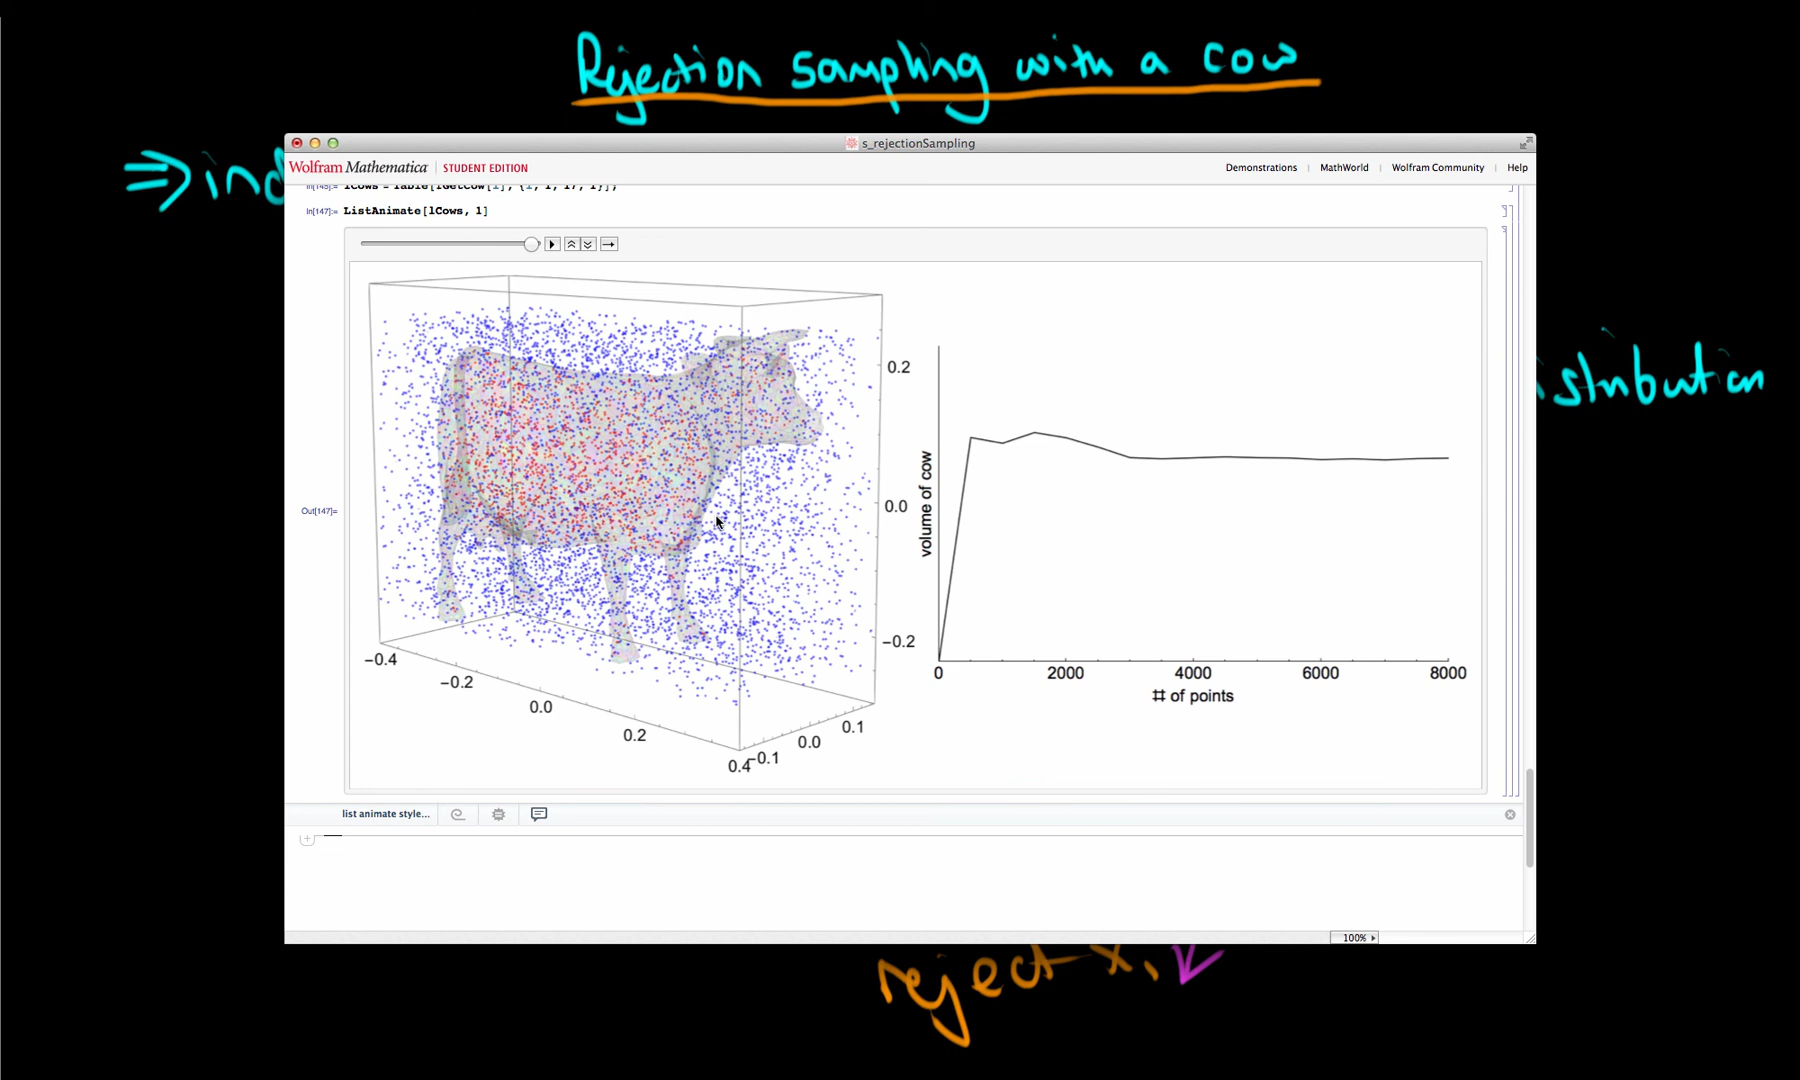 Rejection sampling with a cow
s_rejectionSampling
Wolfram Mathematica STUDENT EDITION
Demonstrations MathWorld Wolfram Community Help
⇒ ind
In[147]:= ListAnimate[lCows, 1]
0.2
0.0
-0.2
-0.4
-0.2
0.0
0.2
0.4
-0.1
0.0
0.1
volume of cow
0 2000 4000 6000 8000
# of points
Out[147]=
stribution
list animate style...
100%
reject x,